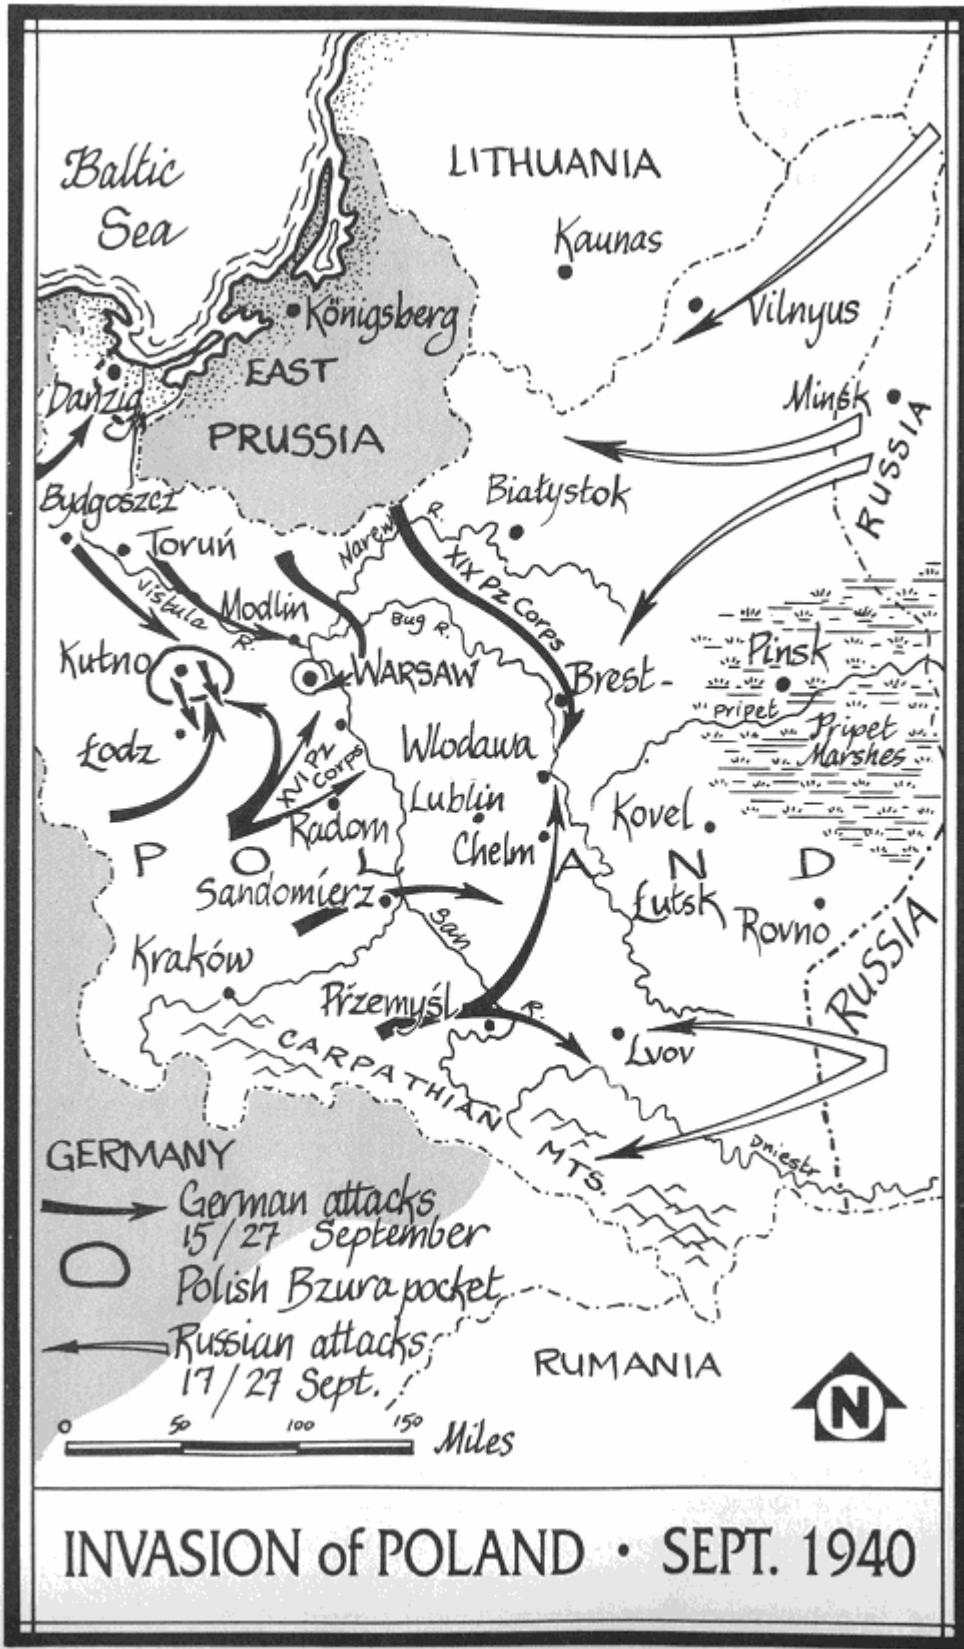 Baltic
Sea
LITHUANIA
Kaunas
Vilnyus
Königsberg
EAST
PRUSSIA
Danzig
Minsk
RUSSIA
Bydgoszcz
Toruń
Białystok
Narew R.
XIX Pz Corps
Vistula R.
Modlin
Bug R.
Kutno
WARSAW
Brest-
Pinsk
Pripet
Pripet
Marshes
Łodz
XVI Pz
Corps
Wlodawa
Lublin
Radom
Chelm
Kovel
POLAND
Sandomierz
San R.
Łutsk
Rovno
RUSSIA
Kraków
Přzemyśl
Lvov
CARPATHIAN
MTS.
Dniestr
GERMANY
German attacks
15/27 September
Polish Bzura pocket
Russian attacks
17/27 Sept.
RUMANIA
N
0 50 100 150
Miles
INVASION of POLAND · SEPT. 1940